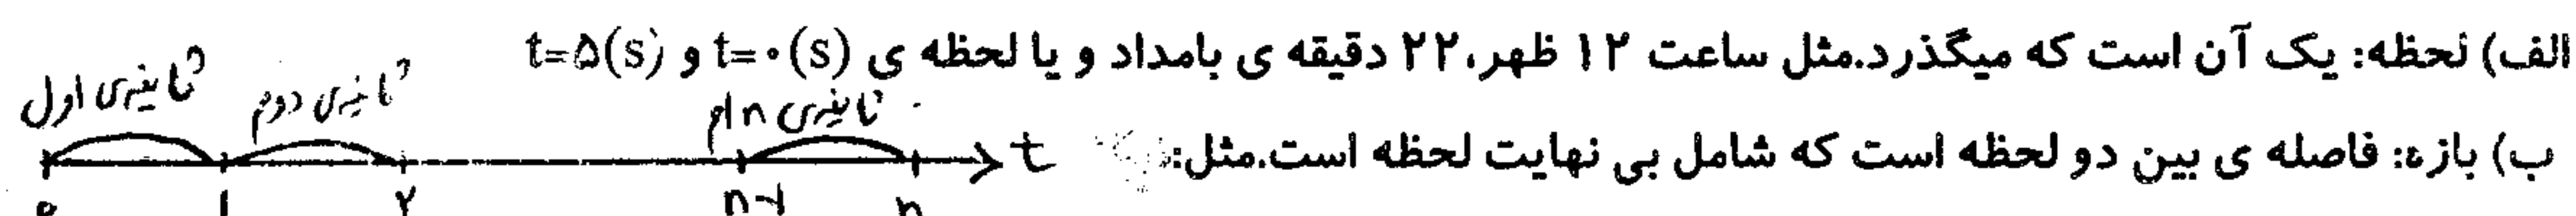 الف) لحظه: یک آن است که میگذرد.مثل ساعت ۱۲ ظهر،۲۲ دقیقه ی بامداد و یا لحظه ی t=۰(s) و t=۵(s)
ثانیه‌ی اول ثانیه‌ی دوم ثانیه‌ی n ام
ب) بازه: فاصله ی بین دو لحظه است که شامل بی نهایت لحظه است.مثل:
t
۰ ۱ ۲ n-۱ n